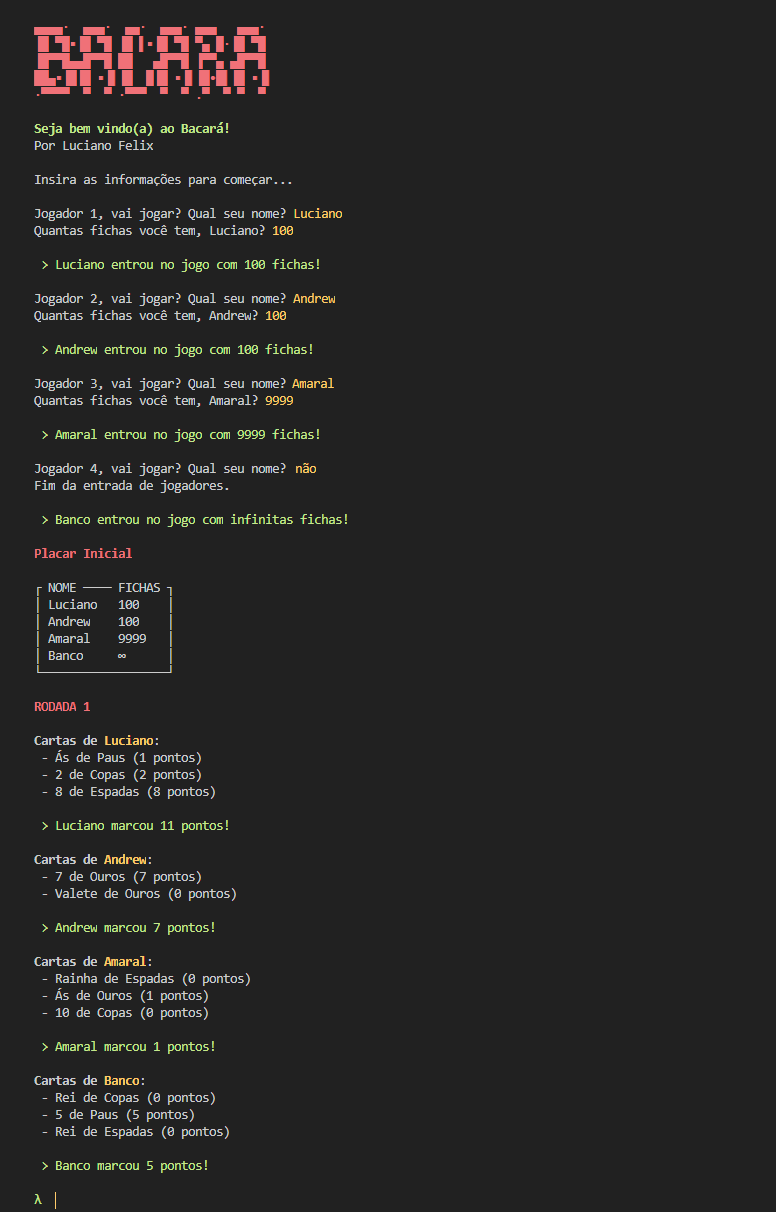 BACARA
Seja bem vindo(a) ao Bacará!
Por Luciano Felix
Insira as informações para começar...
Jogador 1, vai jogar? Qual seu nome? Luciano
Quantas fichas você tem, Luciano? 100
> Luciano entrou no jogo com 100 fichas!
Jogador 2, vai jogar? Qual seu nome? Andrew
Quantas fichas você tem, Andrew? 100
> Andrew entrou no jogo com 100 fichas!
Jogador 3, vai jogar? Qual seu nome? Amaral
Quantas fichas você tem, Amaral? 9999
> Amaral entrou no jogo com 9999 fichas!
Jogador 4, vai jogar? Qual seu nome? não
Fim da entrada de jogadores.
> Banco entrou no jogo com infinitas fichas!
Placar Inicial
NOME ──── FICHAS
Luciano 100
Andrew 100
Amaral 9999
Banco ∞
RODADA 1
Cartas de Luciano:
- Ás de Paus (1 pontos)
- 2 de Copas (2 pontos)
- 8 de Espadas (8 pontos)
> Luciano marcou 11 pontos!
Cartas de Andrew:
- 7 de Ouros (7 pontos)
- Valete de Ouros (0 pontos)
> Andrew marcou 7 pontos!
Cartas de Amaral:
- Rainha de Espadas (0 pontos)
- Ás de Ouros (1 pontos)
- 10 de Copas (0 pontos)
> Amaral marcou 1 pontos!
Cartas de Banco:
- Rei de Copas (0 pontos)
- 5 de Paus (5 pontos)
- Rei de Espadas (0 pontos)
> Banco marcou 5 pontos!
λ